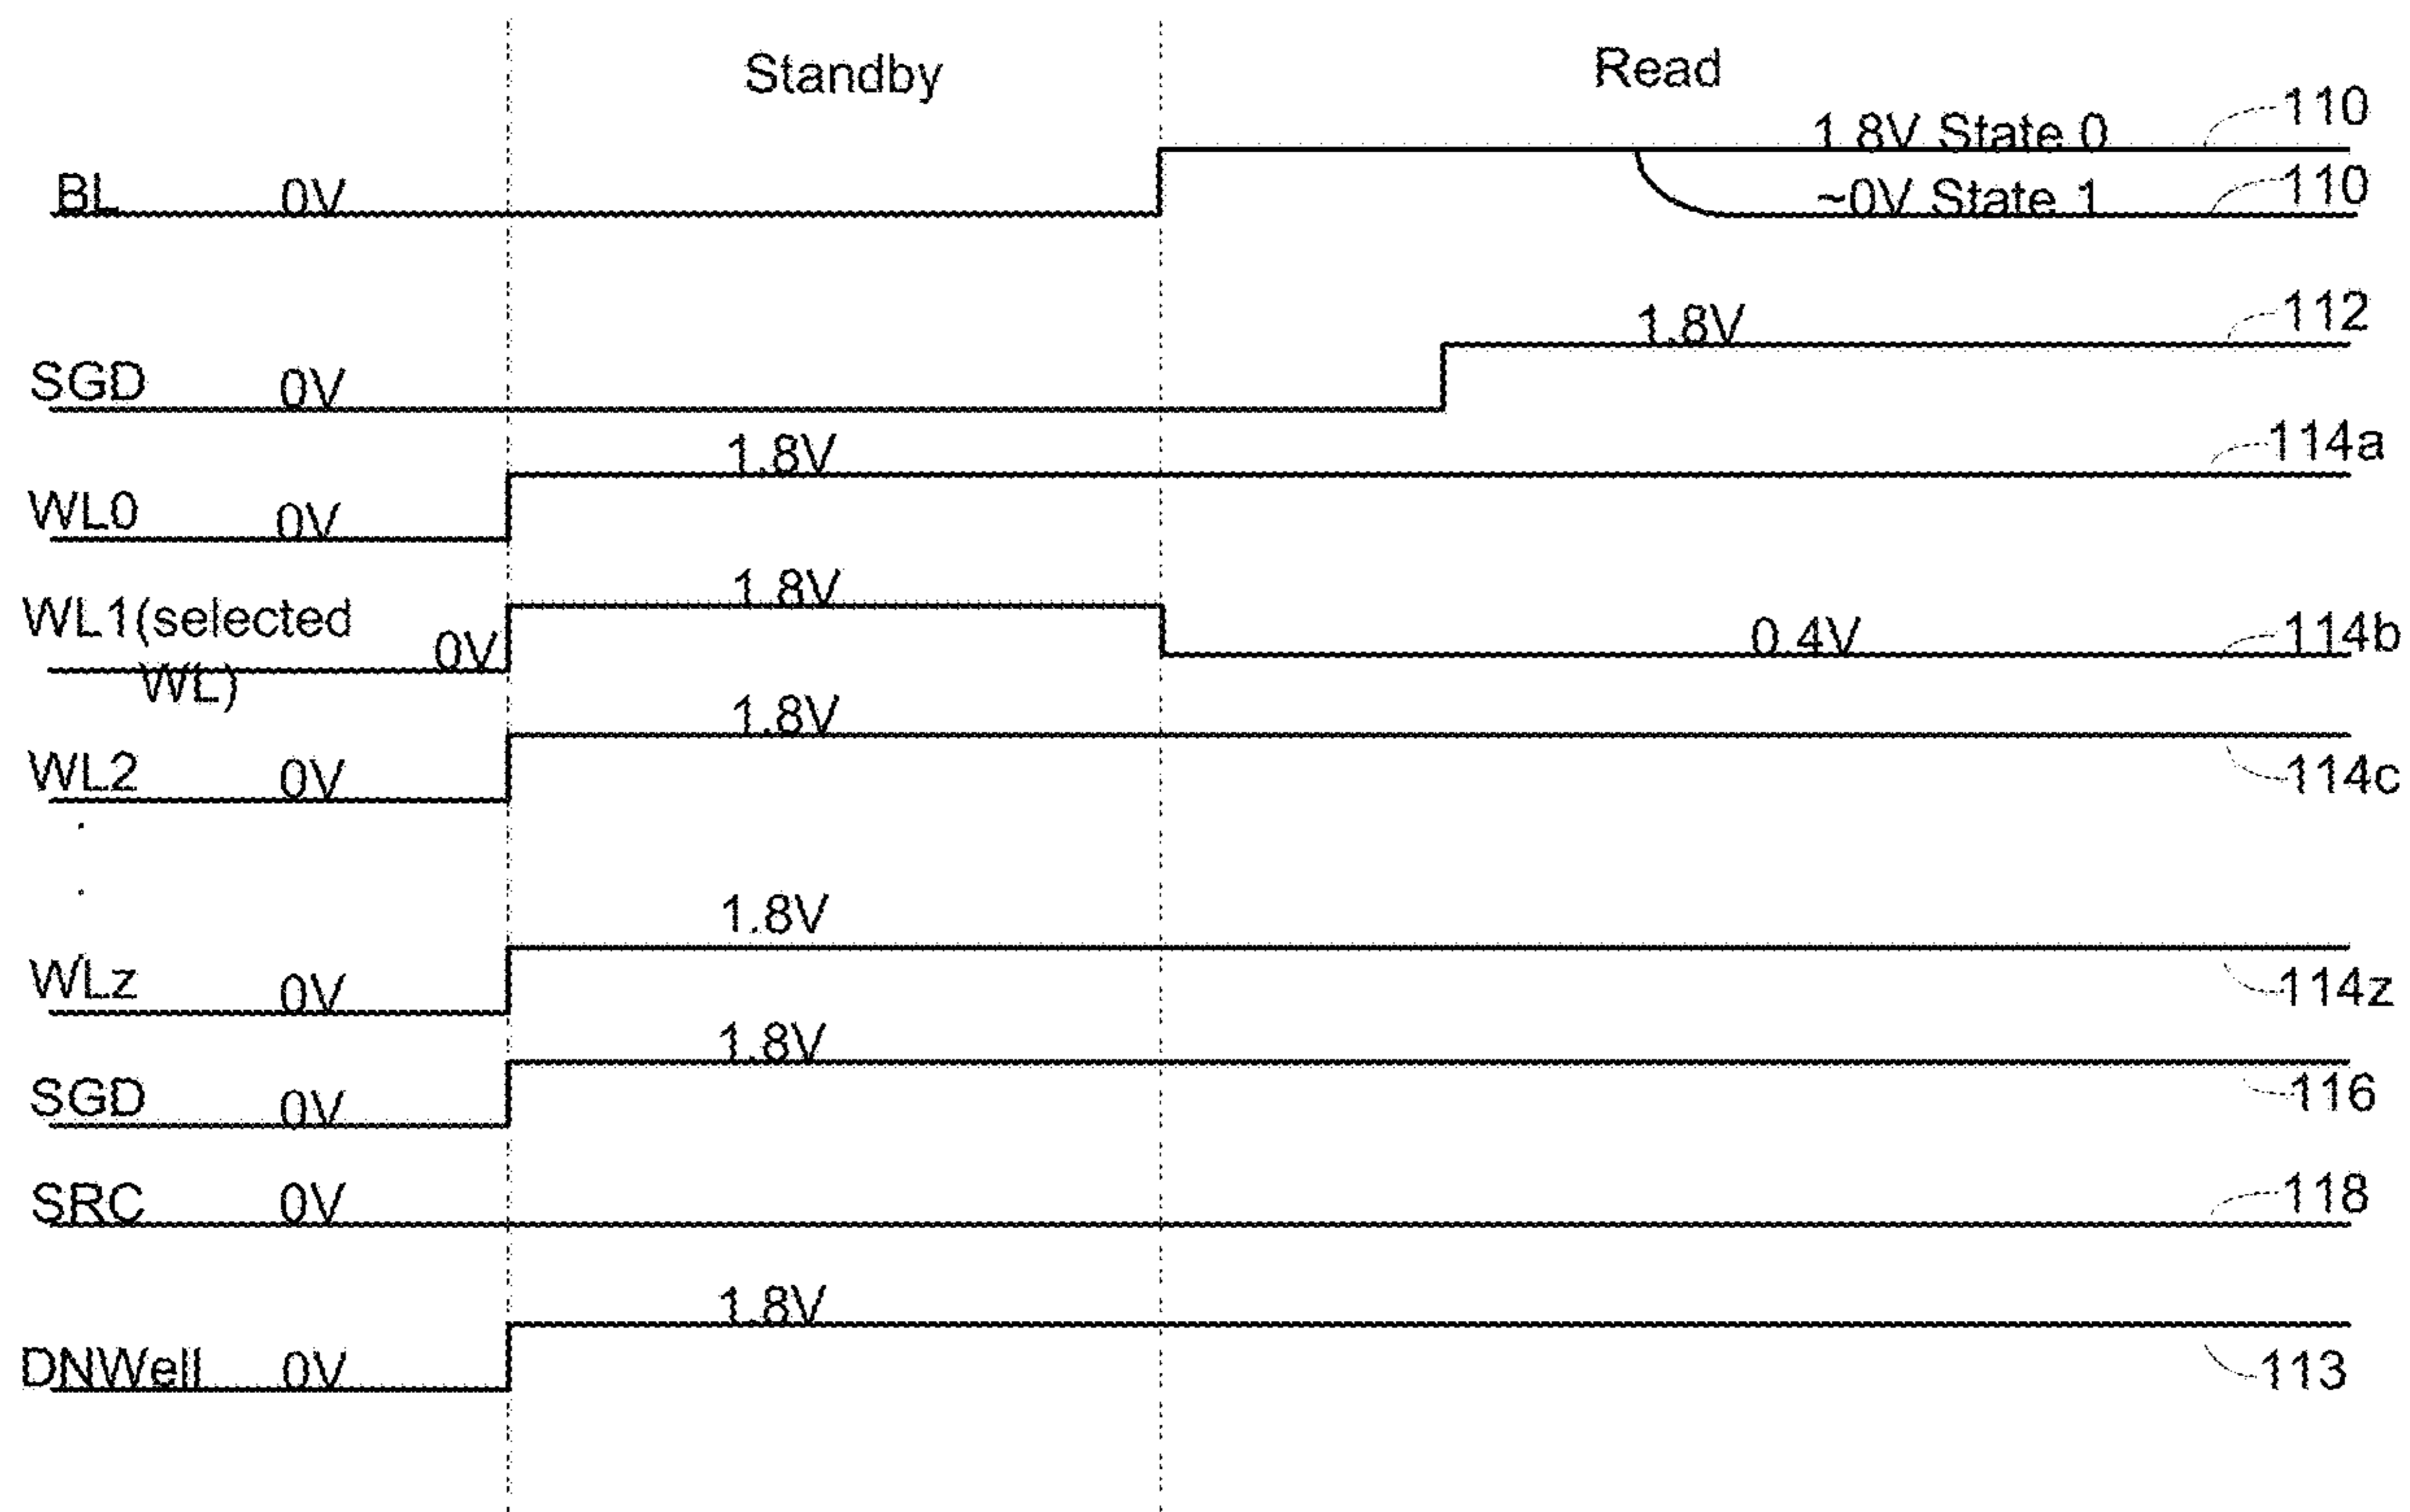 Standby
Read
1.8V State 0
110
BL
0V
~0V State 1
110
1.8V
112
SGD
0V
1.8V
114a
WL0
0V
1.8V
WL1(selected
WL)
0V
0.4V
114b
1.8V
WL2
0V
114c
.
.
1.8V
WLz
0V
114z
1.8V
SGD
0V
116
SRC
0V
118
1.8V
DNWell
0V
113